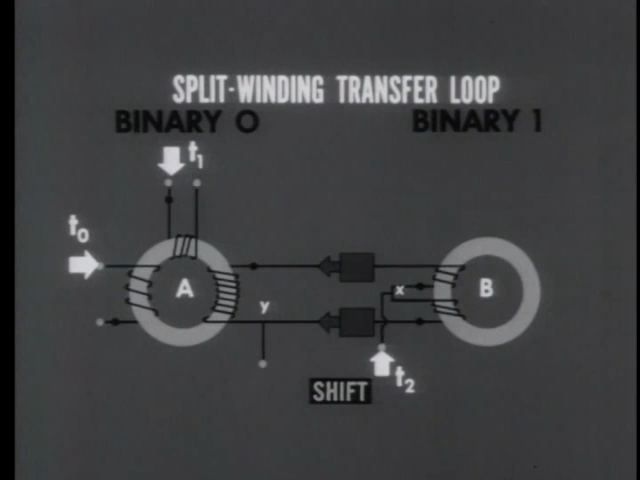 SPLIT-WINDING TRANSFER LOOP
BINARY 0 BINARY 1
t1
t0
A
B
x
y
t2
SHIFT